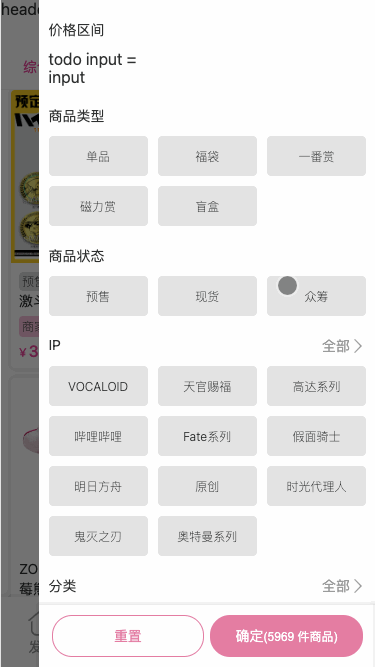 heade
价格区间
todo input =
input
综
商品类型
预定
单品
福袋
一番赏
磁力赏
盲盒
商品状态
预售
现货
众筹
激斗
商
¥3
IP
全部
VOCALOID
天官赐福
高达系列
哔哩哔哩
Fate系列
假面骑士
明日方舟
原创
时光代理人
鬼灭之刃
奥特曼系列
ZO
莓熊
分类
全部
发
重置
确定(5969 件商品)